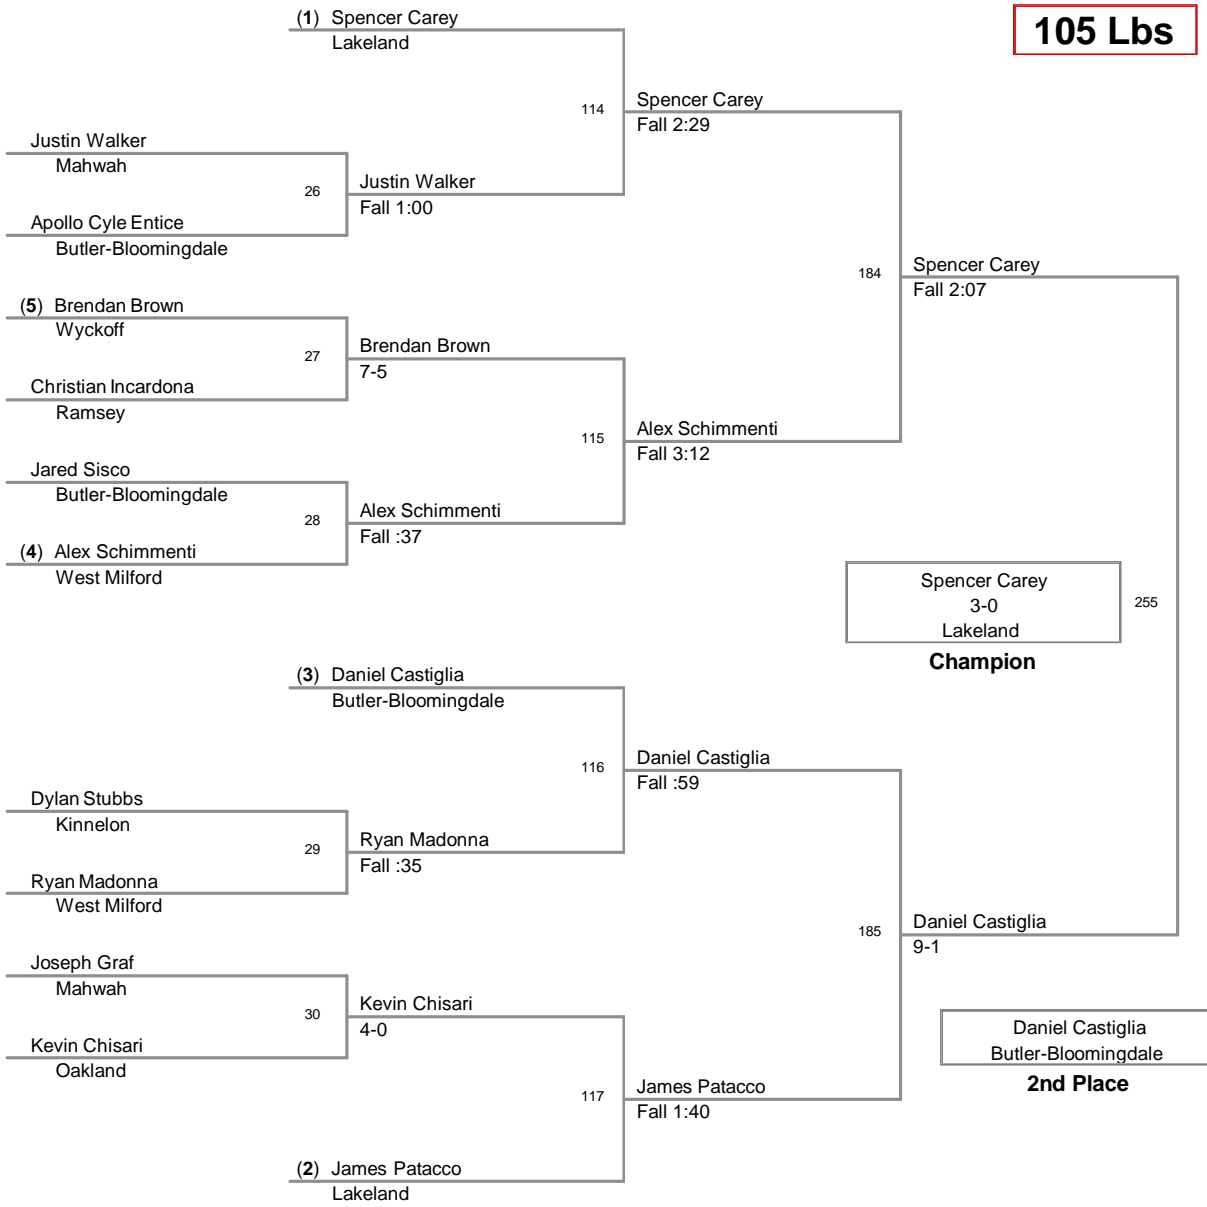 (1) Spencer Carey
Lakeland
105 Lbs
114
Spencer Carey
Fall 2:29
Justin Walker
Mahwah
26
Justin Walker
Fall 1:00
Apollo Cyle Entice
Butler-Bloomingdale
184
Spencer Carey
Fall 2:07
(5) Brendan Brown
Wyckoff
27
Brendan Brown
7-5
Christian Incardona
Ramsey
115
Alex Schimmenti
Fall 3:12
Jared Sisco
Butler-Bloomingdale
28
Alex Schimmenti
Fall :37
(4) Alex Schimmenti
West Milford
Spencer Carey
3-0
Lakeland
255
Champion
(3) Daniel Castiglia
Butler-Bloomingdale
116
Daniel Castiglia
Fall :59
Dylan Stubbs
Kinnelon
29
Ryan Madonna
Fall :35
Ryan Madonna
West Milford
185
Daniel Castiglia
9-1
Joseph Graf
Mahwah
30
Kevin Chisari
4-0
Kevin Chisari
Oakland
Daniel Castiglia
Butler-Bloomingdale
2nd Place
117
James Patacco
Fall 1:40
(2) James Patacco
Lakeland